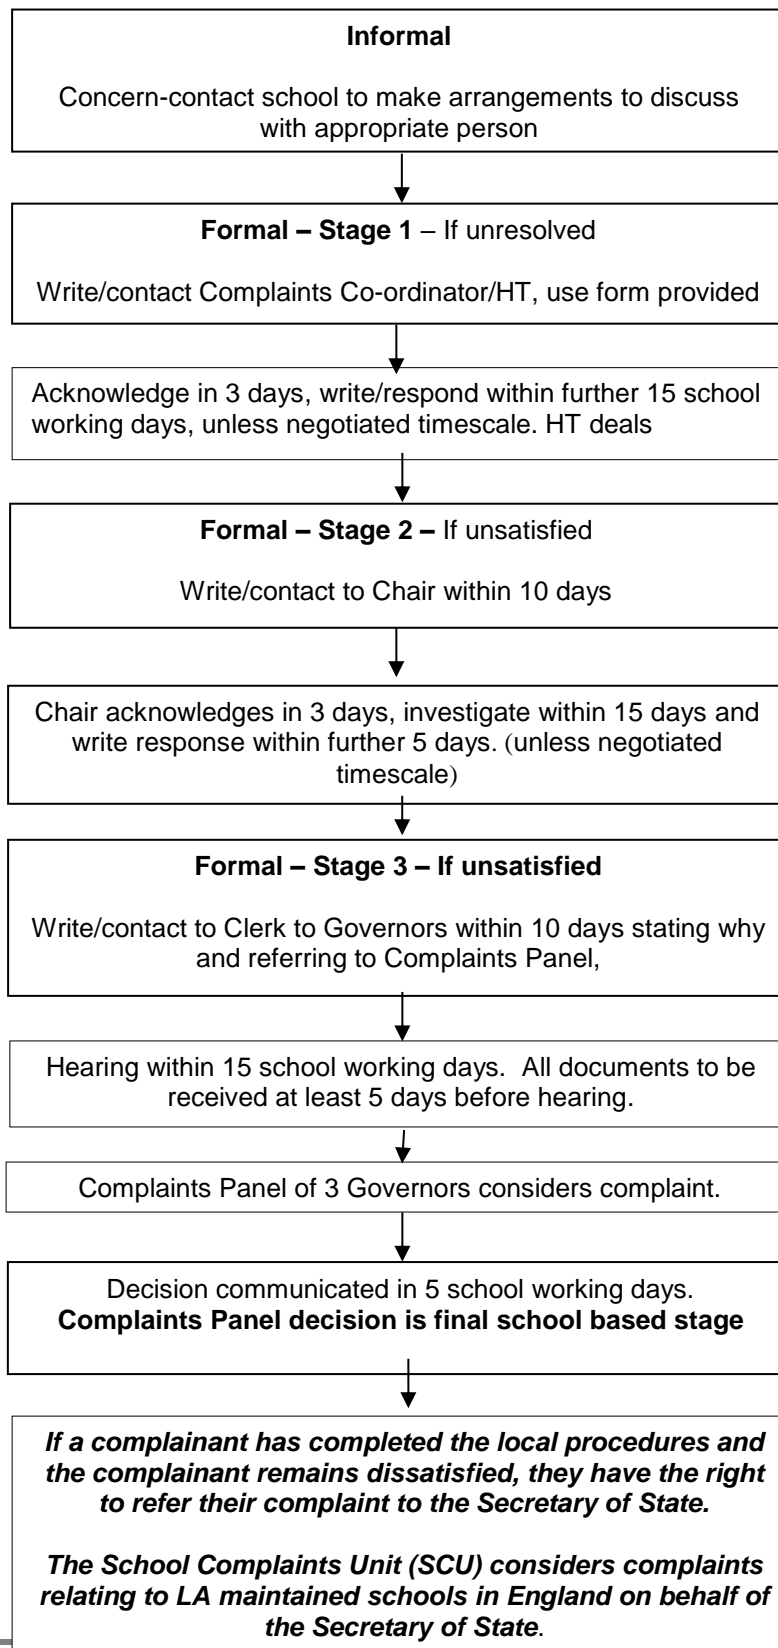 Informal
Concern-contact school to make arrangements to discuss
with appropriate person
Formal – Stage 1 – If unresolved
Write/contact Complaints Co-ordinator/HT, use form provided
Acknowledge in 3 days, write/respond within further 15 school
working days, unless negotiated timescale. HT deals
Formal – Stage 2 – If unsatisfied
Write/contact to Chair within 10 days
Chair acknowledges in 3 days, investigate within 15 days and
write response within further 5 days. (unless negotiated
timescale)
Formal – Stage 3 – If unsatisfied
Write/contact to Clerk to Governors within 10 days stating why
and referring to Complaints Panel,
Hearing within 15 school working days.  All documents to be
received at least 5 days before hearing.
Complaints Panel of 3 Governors considers complaint.
Decision communicated in 5 school working days.
Complaints Panel decision is final school based stage
If a complainant has completed the local procedures and
the complainant remains dissatisfied, they have the right
to refer their complaint to the Secretary of State.
The School Complaints Unit (SCU) considers complaints
relating to LA maintained schools in England on behalf of
the Secretary of State.